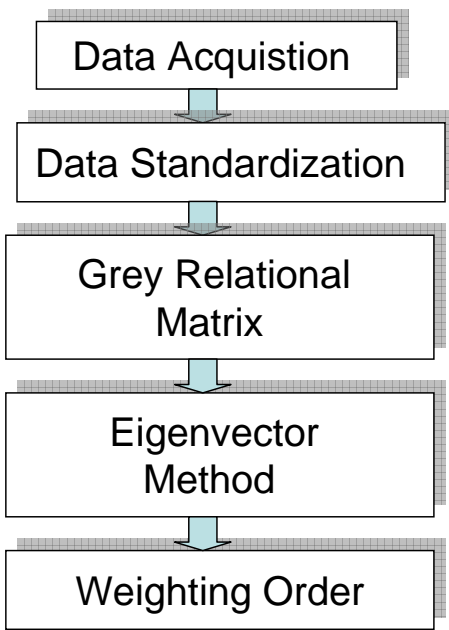 Data Acquistion
Data Standardization
Grey Relational
Matrix
Eigenvector
Method
Weighting Order